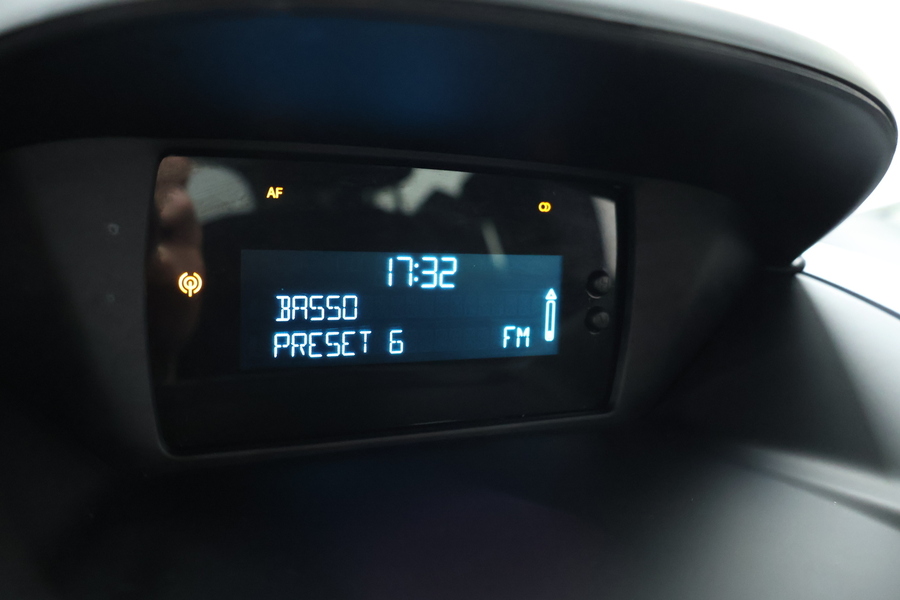 AF
17:32
BASSO
PRESET 6 FM